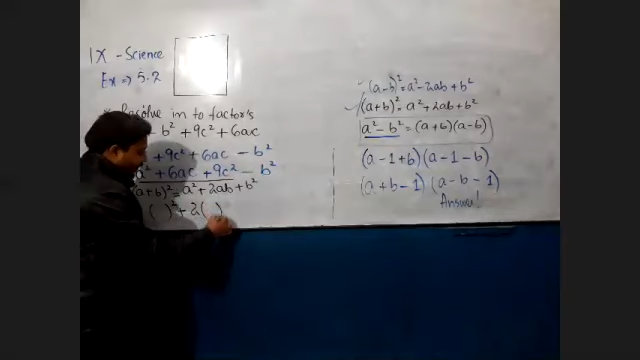 IX - Science
Ex => 5.2
Resolve in to factors
b² + 9c² + 6ac
+ 9c² + 6ac - b²
a² + 6ac + 9c² - b²
(a+b)² = a² + 2ab + b²
( )² + 2( )
(a-b)² = a² - 2ab + b²
(a+b)² = a² + 2ab + b²
a² - b² = (a+b)(a-b)
(a-1+b)(a-1-b)
(a+b-1)(a-b-1)
Answer!